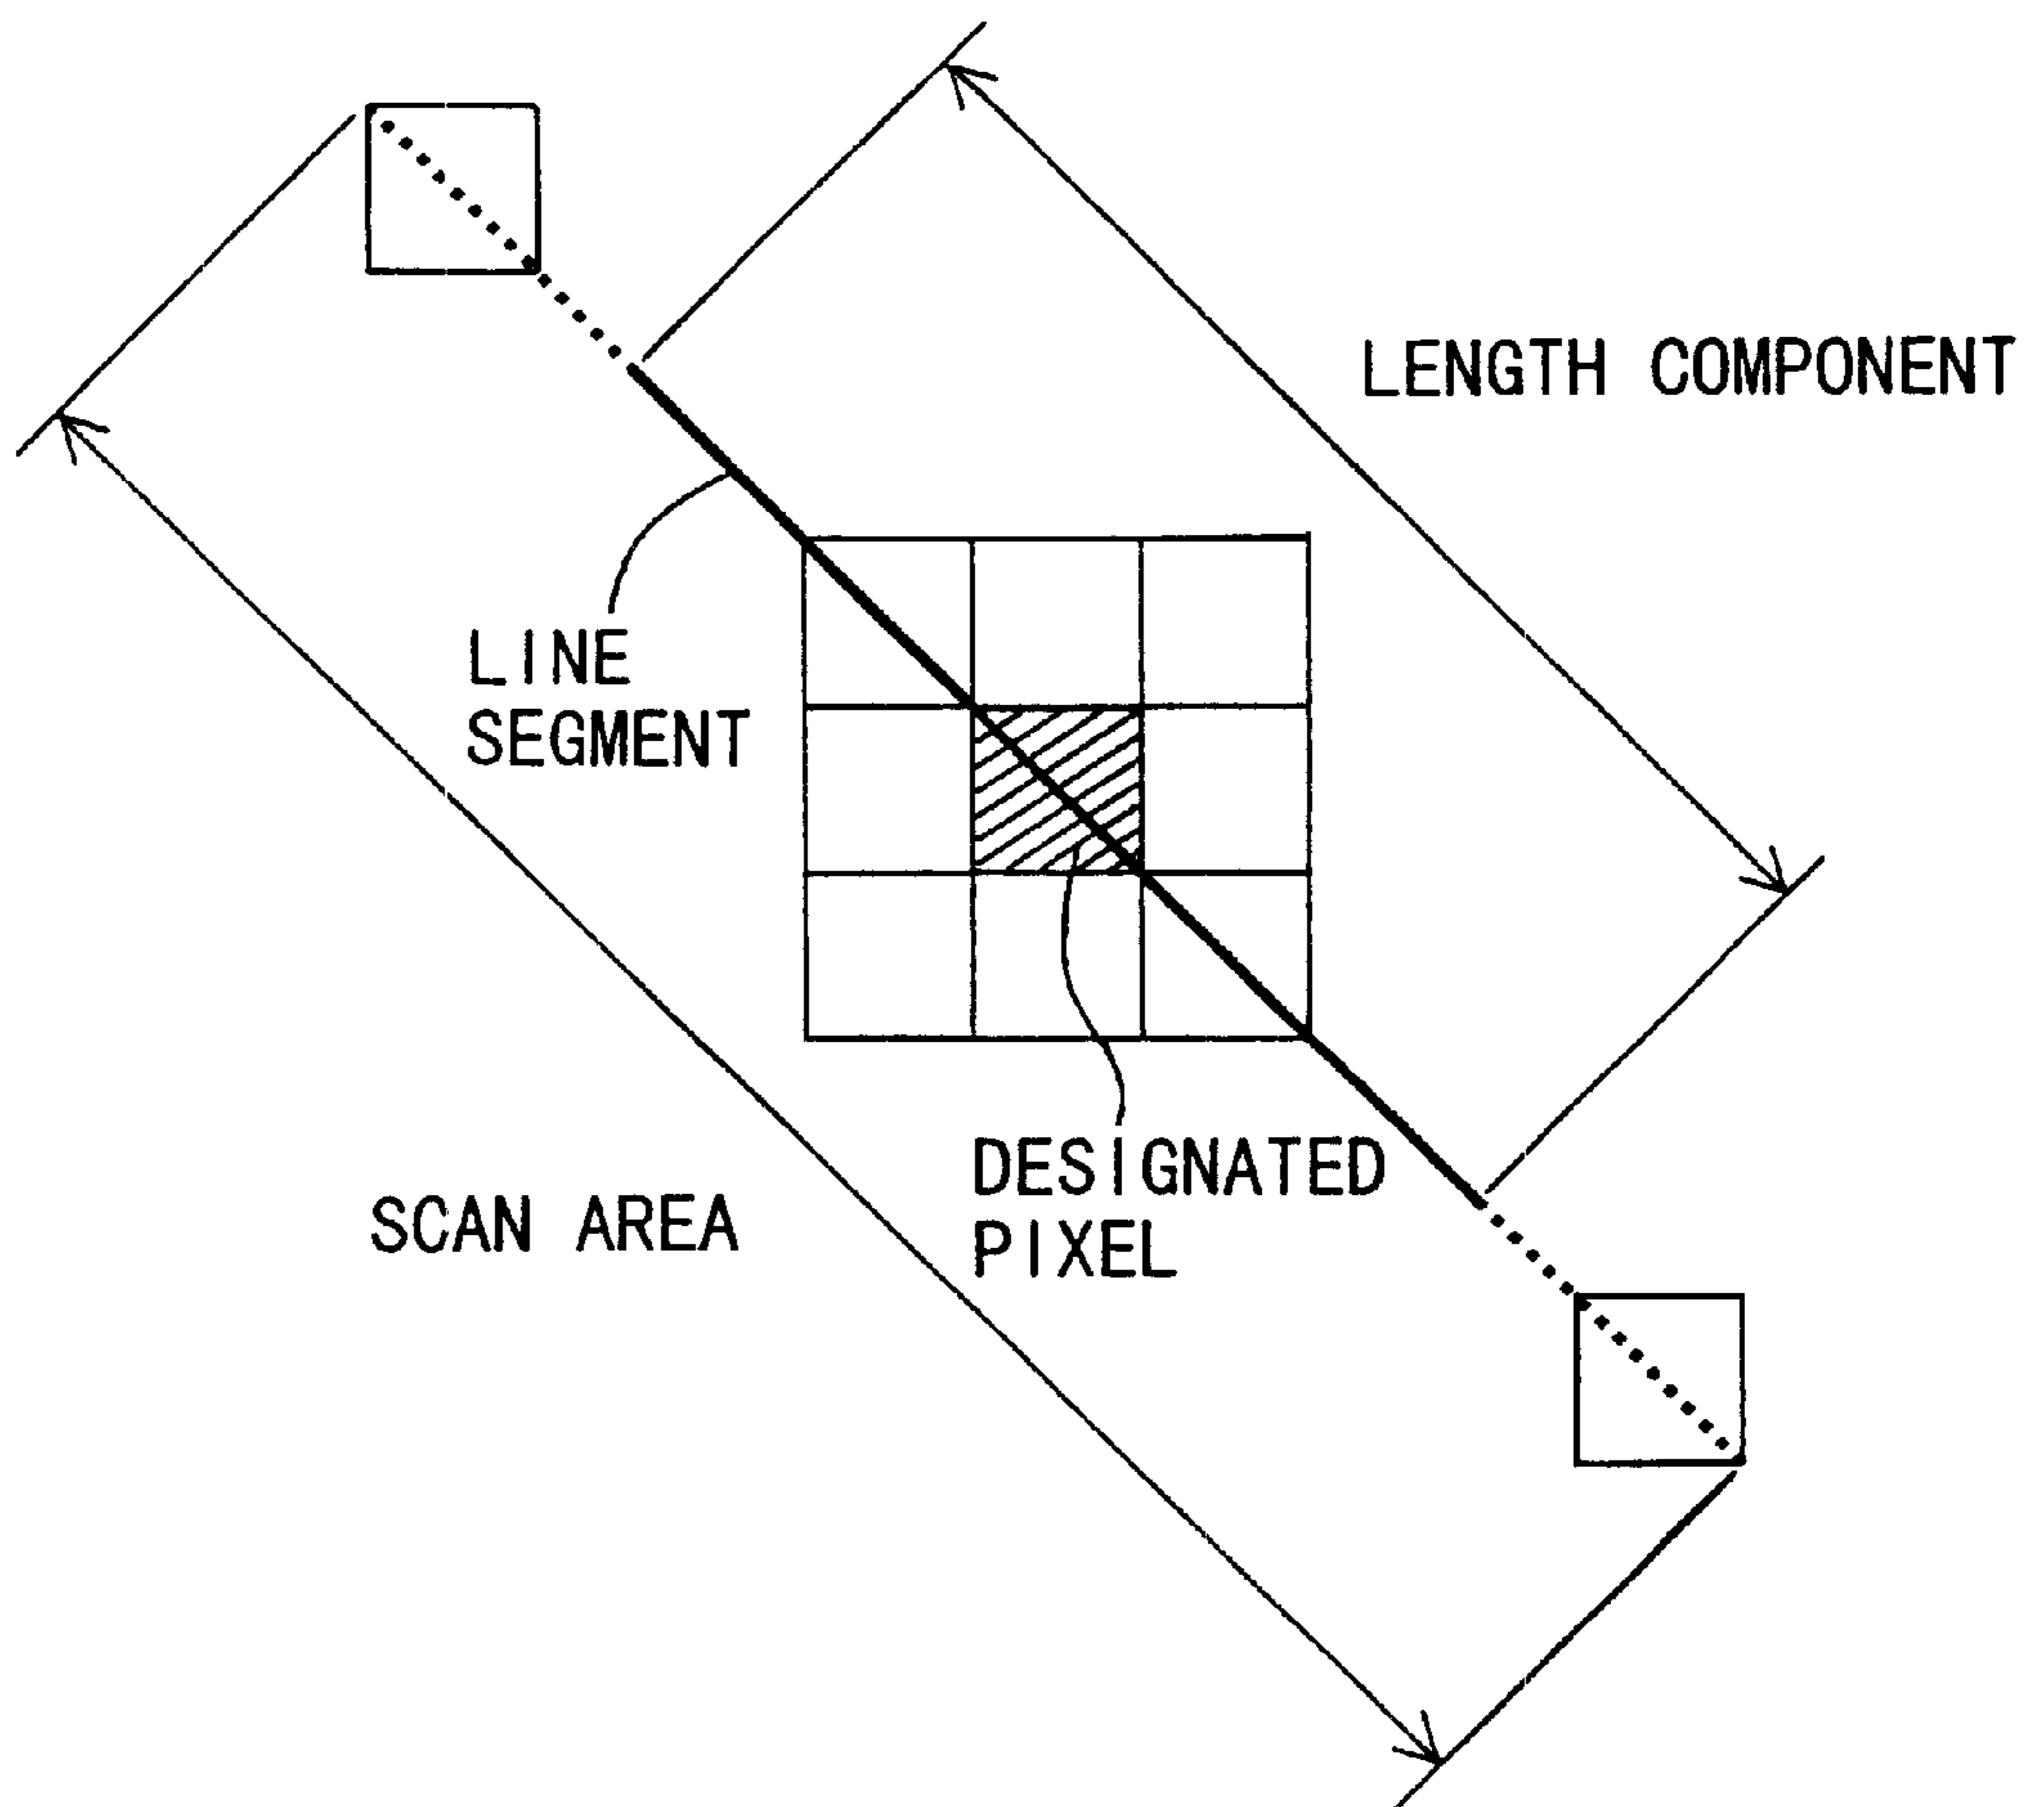 LENGTH COMPONENT
LINE
SEGMENT
DESIGNATED
PIXEL
SCAN AREA